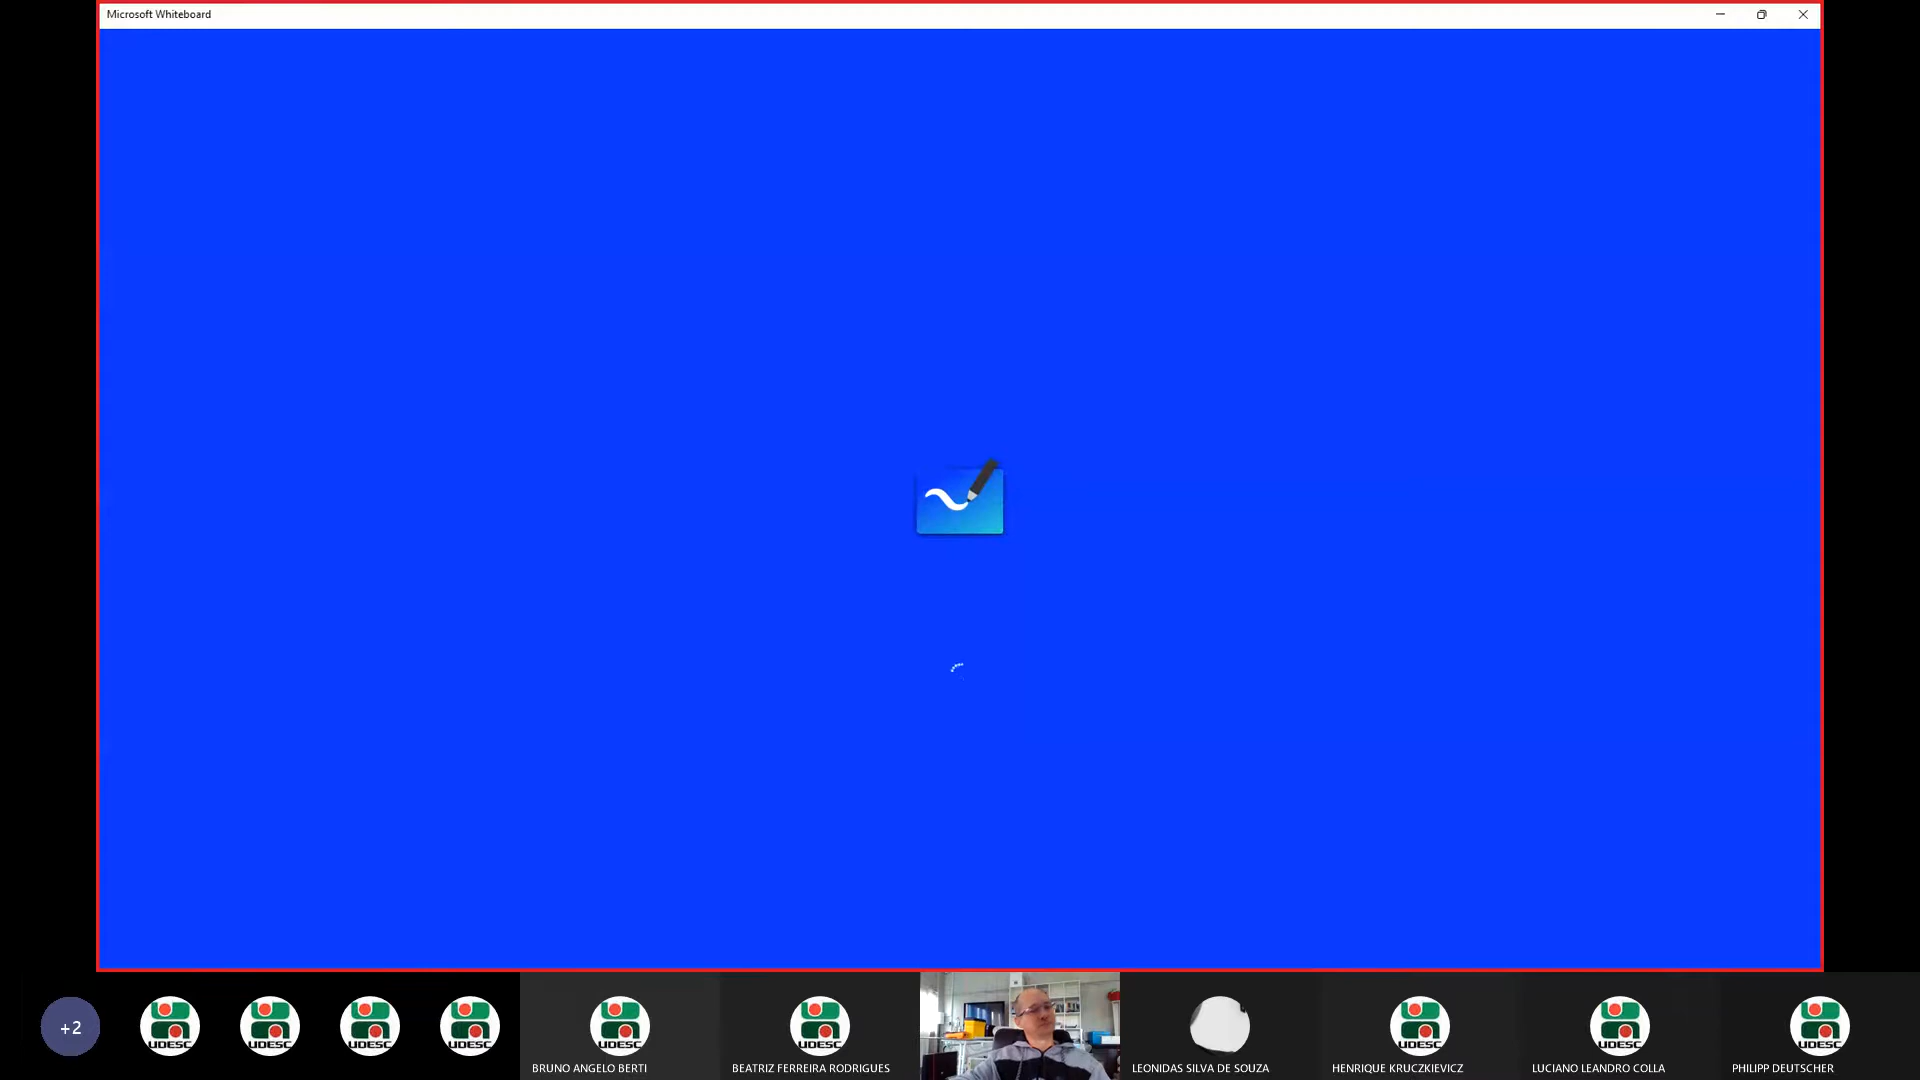 Microsoft Whiteboard
+2
UDESC
UDESC
UDESC
UDESC
UDESC
BRUNO ANGELO BERTI
UDESC
BEATRIZ FERREIRA RODRIGUES
LEONIDAS SILVA DE SOUZA
UDESC
HENRIQUE KRUCZKIEVICZ
UDESC
LUCIANO LEANDRO COLLA
UDESC
PHILIPP DEUTSCHER